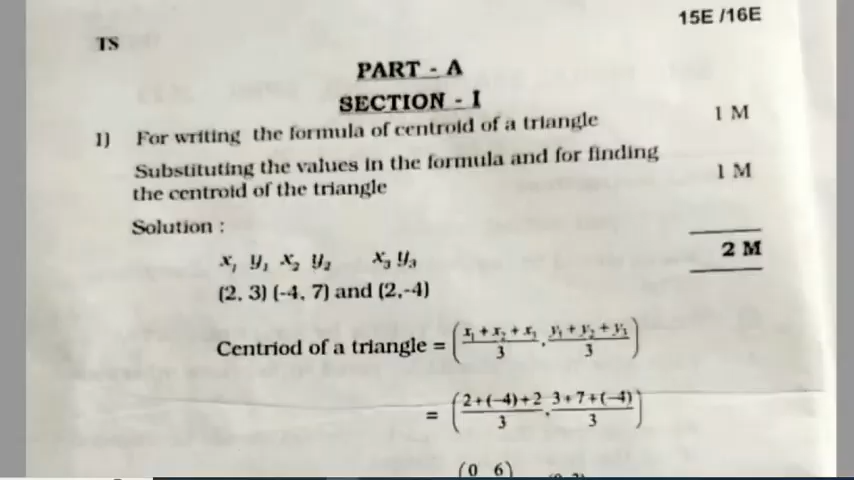 15E /16E
TS
PART - A
SECTION - I
1) For writing the formula of centroid of a triangle 1 M
Substituting the values in the formula and for finding
the centroid of the triangle 1 M
Solution :
2 M
x₁ y₁ x₂ y₂ x₃ y₃
(2, 3) (-4, 7) and (2,-4)
Centriod of a triangle = ((x₁ + x₂ + x₃)/3, (y₁ + y₂ + y₃)/3)
= ((2+(−4)+2)/3, (3+7+(−4))/3)
(0 6)